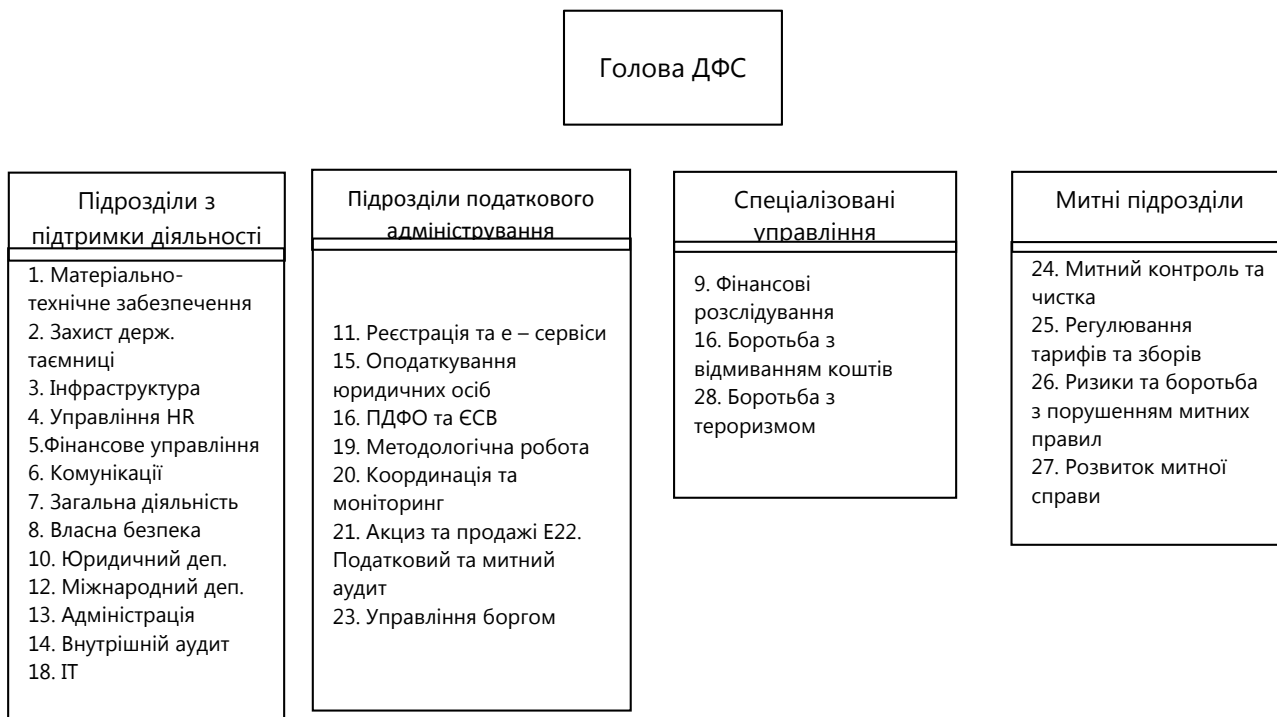 Голова ДФС
Підрозділи з
підтримки діяльності
1. Матеріально-
технічне забезпечення
2. Захист держ.
таємниці
3. Інфраструктура
4. Управління HR
5.Фінансове управління
6. Комунікації
7. Загальна діяльність
8. Власна безпека
10. Юридичний деп.
12. Міжнародний деп.
13. Адміністрація
14. Внутрішній аудит
18. ІТ
Підрозділи податкового
адміністрування
11. Реєстрація та е – сервіси
15. Оподаткування
юридичних осіб
16. ПДФО та ЄСВ
19. Методологічна робота
20. Координація та
моніторинг
21. Акциз та продажі Е22.
Податковий та митний
аудит
23. Управління боргом
Спеціалізовані
управління
9. Фінансові
розслідування
16. Боротьба з
відмиванням коштів
28. Боротьба з
тероризмом
Митні підрозділи
24. Митний контроль та
чистка
25. Регулювання
тарифів та зборів
26. Ризики та боротьба
з порушенням митних
правил
27. Розвиток митної
справи